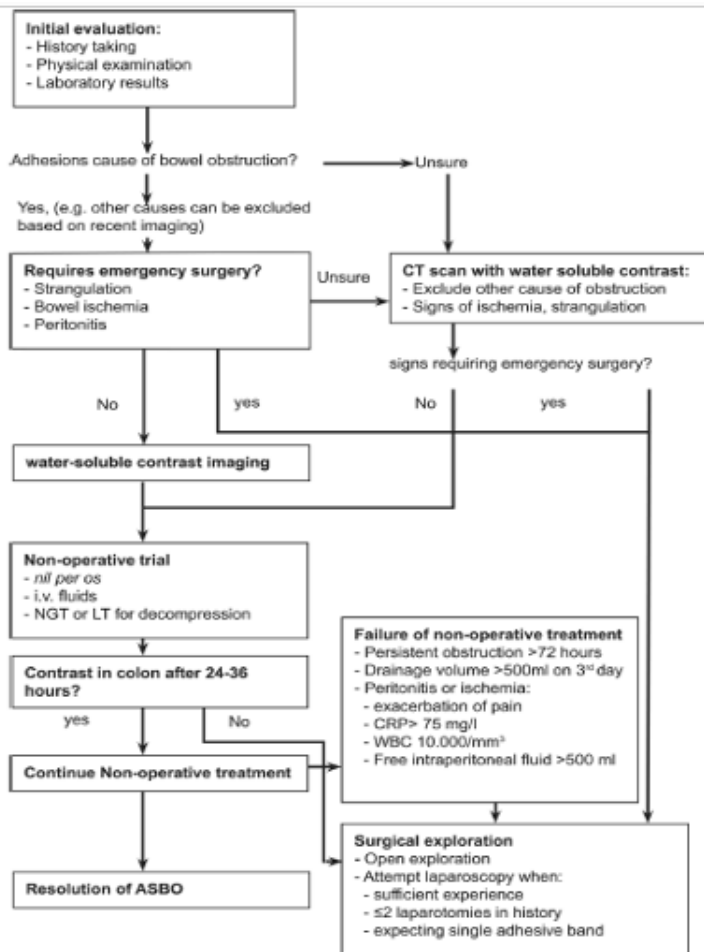 Initial evaluation:
- History taking
- Physical examination
- Laboratory results
Adhesions cause of bowel obstruction?
Unsure
Yes, (e.g. other causes can be excluded
based on recent imaging)
Requires emergency surgery?
- Strangulation
- Bowel ischemia
- Peritonitis
Unsure
CT scan with water soluble contrast:
- Exclude other cause of obstruction
- Signs of ischemia, strangulation
signs requiring emergency surgery?
No
yes
No
yes
water-soluble contrast imaging
Non-operative trial
- nil per os
- i.v. fluids
- NGT or LT for decompression
Contrast in colon after 24-36
hours?
yes
No
Continue Non-operative treatment
Resolution of ASBO
Failure of non-operative treatment
- Persistent obstruction >72 hours
- Drainage volume >500ml on 3rd day
- Peritonitis or ischemia:
- exacerbation of pain
- CRP> 75 mg/l
- WBC 10.000/mm³
- Free intraperitoneal fluid >500 ml
Surgical exploration
- Open exploration
- Attempt laparoscopy when:
- sufficient experience
- ≤2 laparotomies in history
- expecting single adhesive band